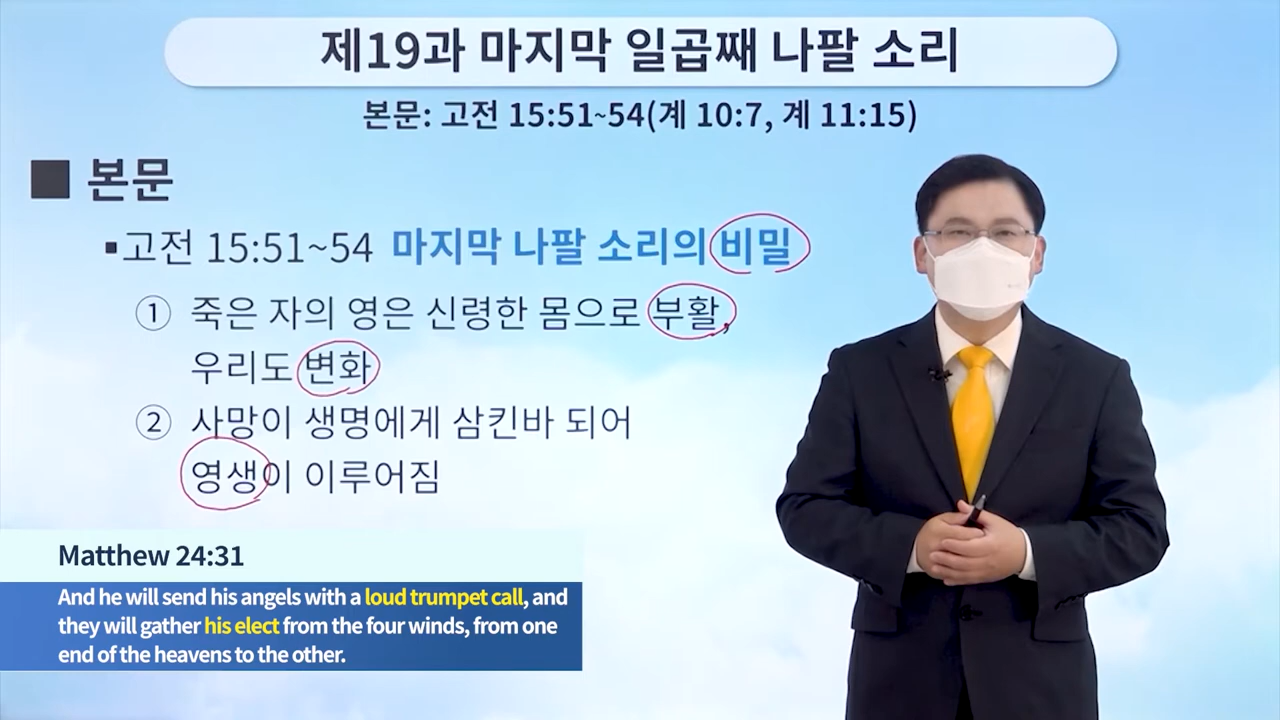 제19과 마지막 일곱째 나팔 소리
본문: 고전 15:51~54(계 10:7, 계 11:15)
■ 본문
▪고전 15:51~54 마지막 나팔 소리의 비밀
① 죽은 자의 영은 신령한 몸으로 부활,
우리도 변화
② 사망이 생명에게 삼킨바 되어
영생이 이루어짐
Matthew 24:31
And he will send his angels with a loud trumpet call, and
they will gather his elect from the four winds, from one
end of the heavens to the other.